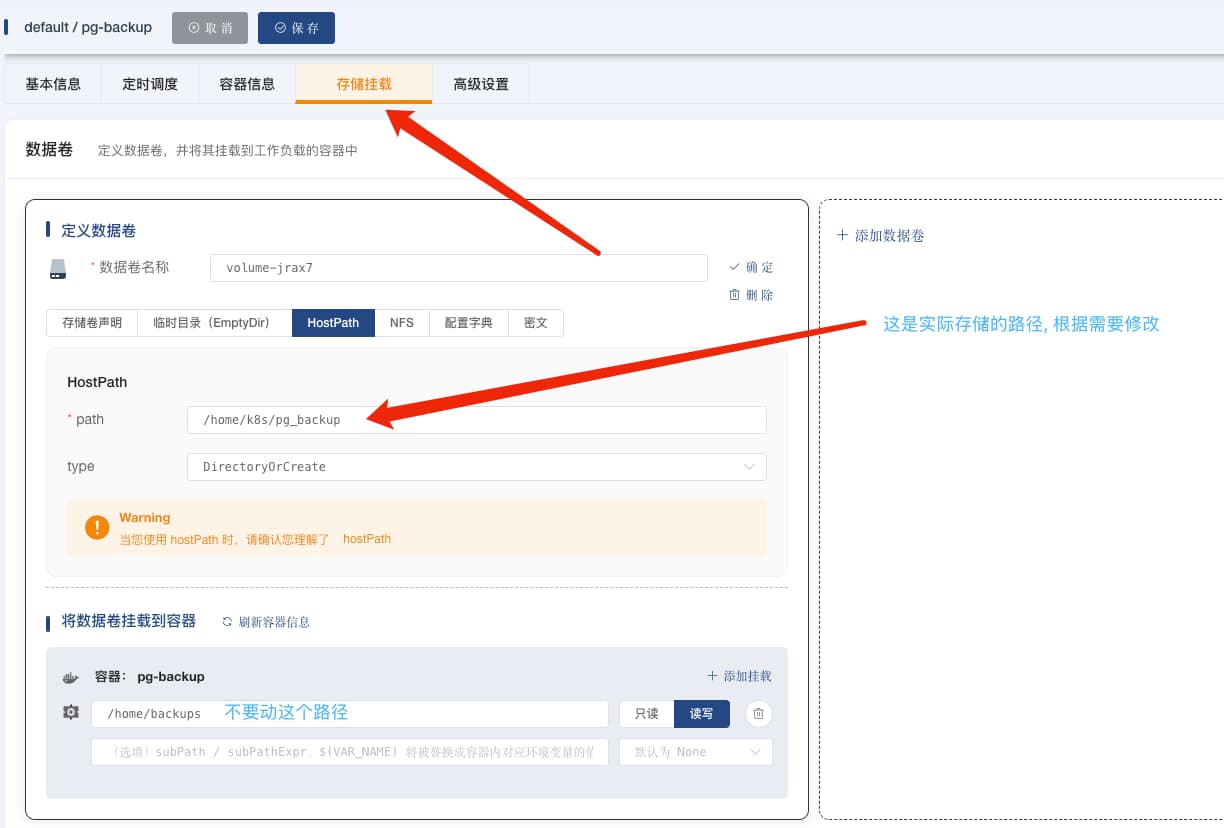 default / pg-backup 取 消 保 存
基本信息 定时调度 容器信息 存储挂载 高级设置
数据卷 定义数据卷，并将其挂载到工作负载的容器中
定义数据卷
+ 添加数据卷
* 数据卷名称 volume-jrax7 确 定
删 除
存储卷声明 临时目录（EmptyDir） HostPath NFS 配置字典 密文
这是实际存储的路径, 根据需要修改
HostPath
* path /home/k8s/pg_backup
type DirectoryOrCreate
Warning
当您使用 hostPath 时，请确认您理解了 hostPath
将数据卷挂载到容器 刷新容器信息
容器： pg-backup + 添加挂载
/home/backups 不要动这个路径 只读 读写
（选填）subPath / subPathExpr，$(VAR_NAME) 将被替换成容器内对应环境变量的 默认为 None